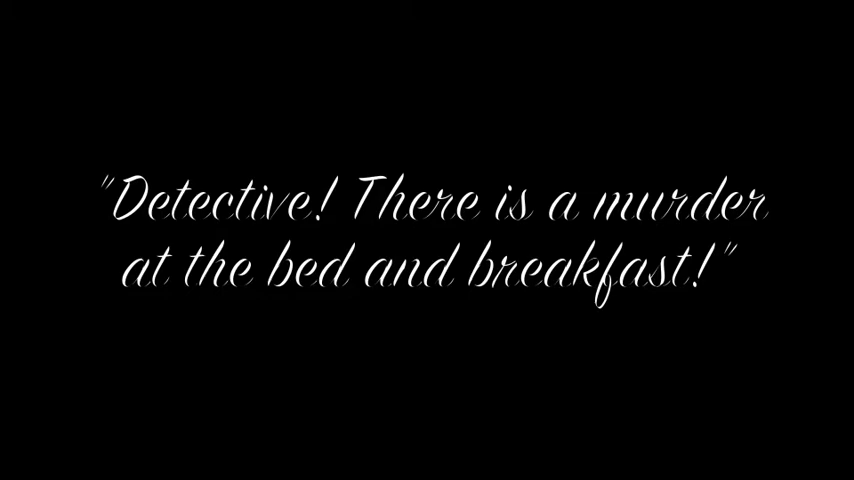 "Detective! There is a murder
at the bed and breakfast!"